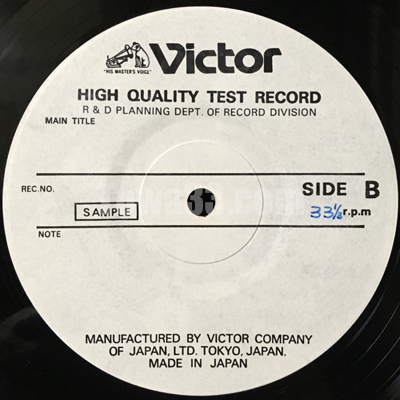 "HIS MASTER'S VOICE"
Victor
HIGH QUALITY TEST RECORD
R & D PLANNING DEPT. OF RECORD DIVISION
MAIN TITLE
REC.NO.
SIDE B
SAMPLE
33⅓ r.p.m
NOTE
MANUFACTURED BY VICTOR COMPANY
OF JAPAN, LTD. TOKYO, JAPAN.
MADE IN JAPAN